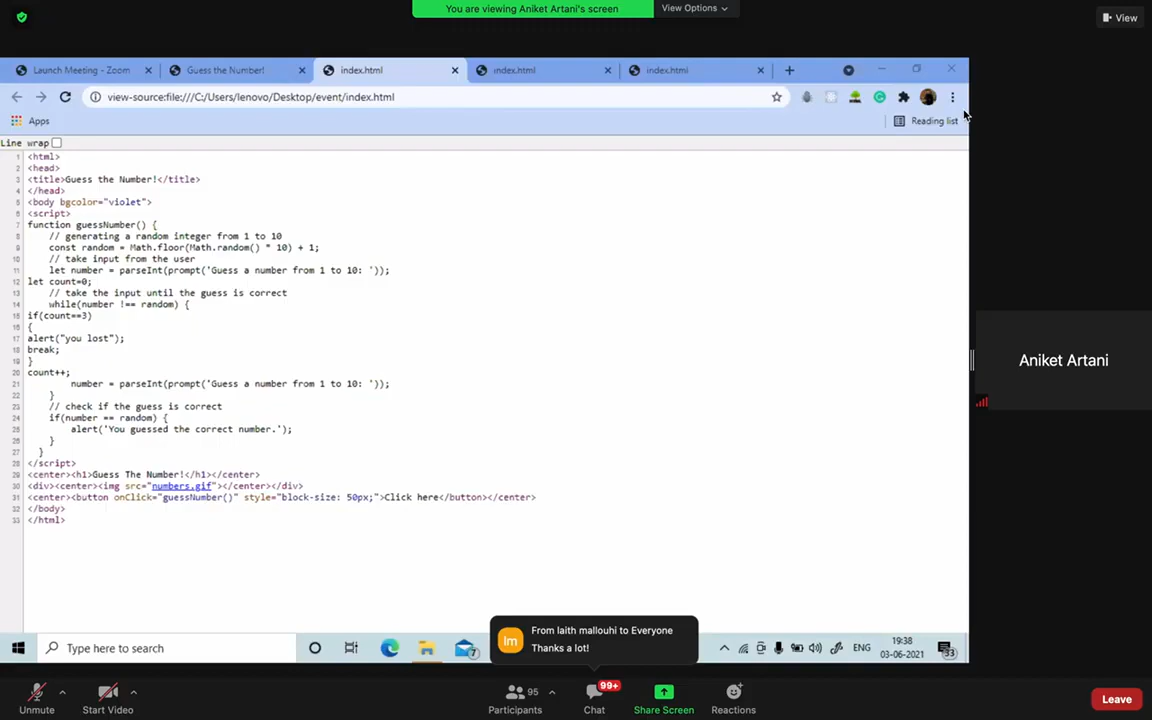 You are viewing Aniket Artani's screen
View Options
View
Launch Meeting - Zoom
Guess the Number!
index.html
index.html
index.html
view-source:file:///C:/Users/lenovo/Desktop/event/index.html
Apps
Reading list
Line wrap
1 <html>
2 <head>
3 <title>Guess the Number!</title>
4 </head>
5 <body bgcolor="violet">
6 <script>
7 function guessNumber() {
8 // generating a random integer from 1 to 10
9 const random = Math.floor(Math.random() * 10) + 1;
10 // take input from the user
11 let number = parseInt(prompt('Guess a number from 1 to 10: '));
12 let count=0;
13 // take the input until the guess is correct
14 while(number !== random) {
15 if(count==3)
16 {
17 alert("you lost");
18 break;
19 }
20 count++;
21 number = parseInt(prompt('Guess a number from 1 to 10: '));
22 }
23 // check if the guess is correct
24 if(number == random) {
25 alert('You guessed the correct number.');
26 }
27 }
28 </script>
29 <center><h1>Guess The Number!</h1></center>
30 <div><center><img src="numbers.gif"></center></div>
31 <center><button onClick="guessNumber()" style="block-size: 50px;">Click here</button></center>
32 </body>
33 </html>
Aniket Artani
lm
From laith mallouhi to Everyone
Thanks a lot!
Type here to search
7
ENG
19:38
03-06-2021
33
Unmute
Start Video
95
Participants
99+
Chat
Share Screen
Reactions
Leave